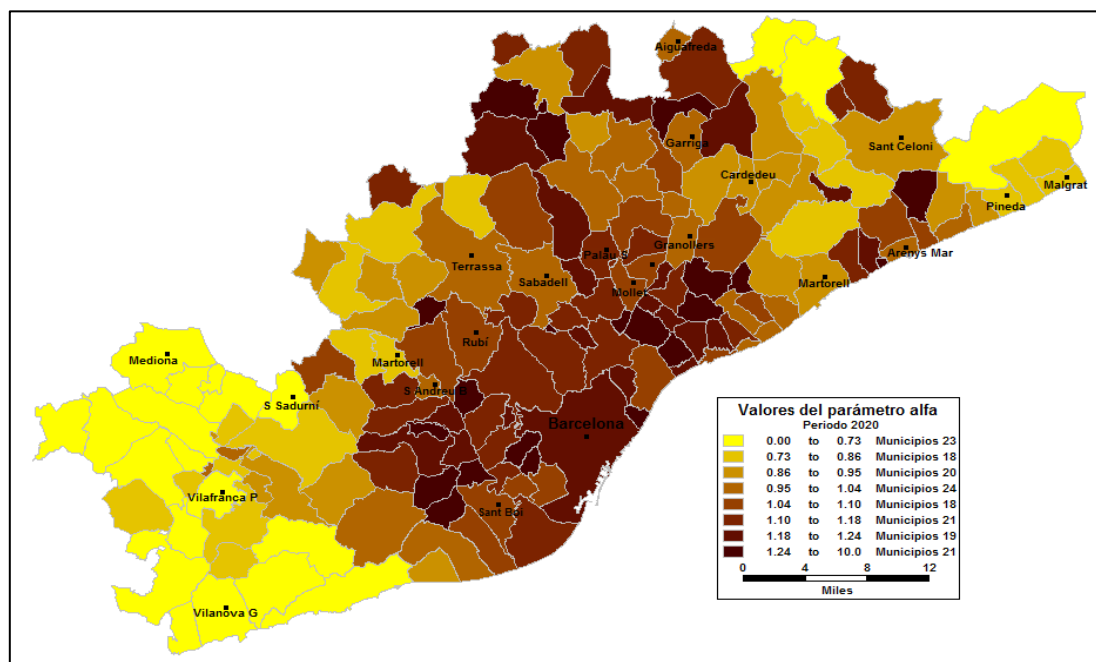 Aiguafreda
Garriga
Sant Celoni
Cardedeu
Malgrat
Pineda
Granollers
Palau S
Arenys Mar
Terrassa
Sabadell
Mollet
Martorell
Rubí
Mediona
Martorell
S Andreu B
S Sadurní
Barcelona
Vilafranca P
Sant Boi
Vilanova G
Valores del parámetro alfa
Periodo 2020
0.00 to 0.73 Municipios 23
0.73 to 0.86 Municipios 18
0.86 to 0.95 Municipios 20
0.95 to 1.04 Municipios 24
1.04 to 1.10 Municipios 18
1.10 to 1.18 Municipios 21
1.18 to 1.24 Municipios 19
1.24 to 10.0 Municipios 21
0 4 8 12
Miles